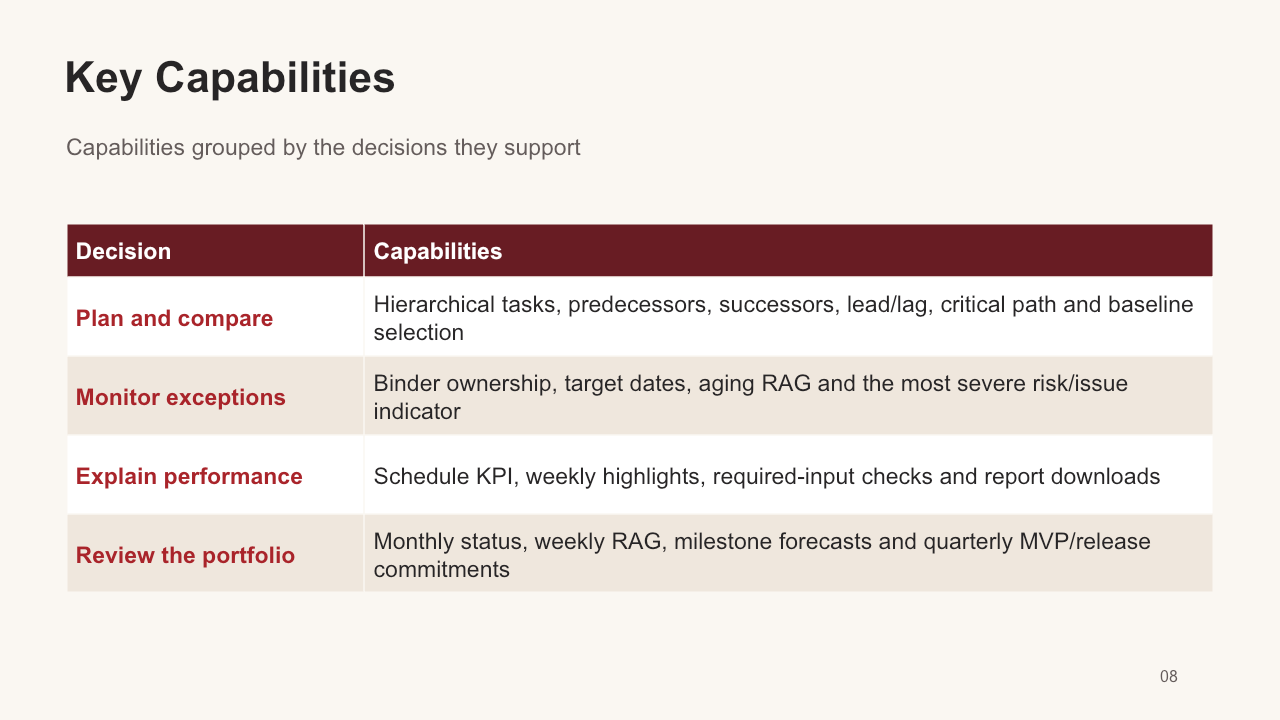 Key Capabilities
Capabilities grouped by the decisions they support
Decision
Capabilities
Plan and compare
Hierarchical tasks, predecessors, successors, lead/lag, critical path and baseline
selection
Monitor exceptions
Binder ownership, target dates, aging RAG and the most severe risk/issue
indicator
Explain performance
Schedule KPI, weekly highlights, required-input checks and report downloads
Review the portfolio
Monthly status, weekly RAG, milestone forecasts and quarterly MVP/release
commitments
08